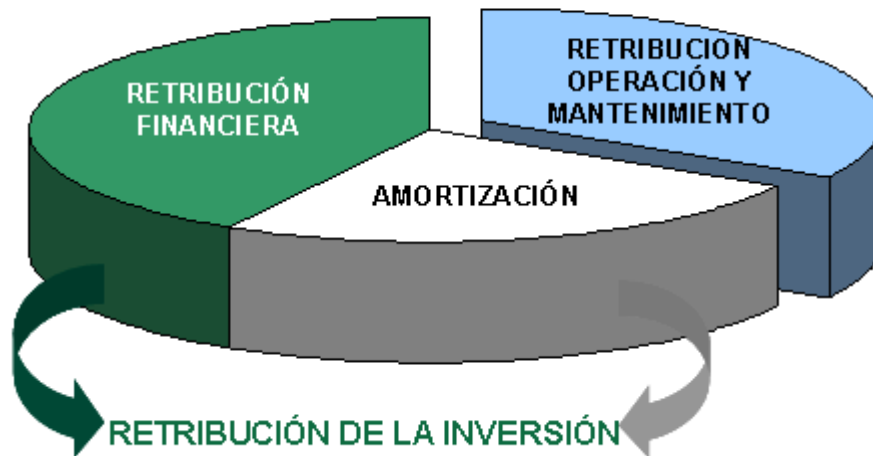 RETRIBUCIÓN
FINANCIERA
RETRIBUCION
OPERACIÓN Y
MANTENIMIENTO
AMORTIZACIÓN
RETRIBUCIÓN DE LA INVERSIÓN